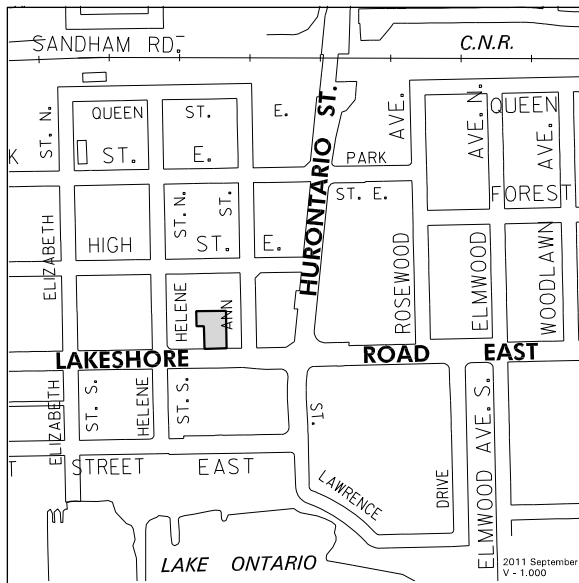 SANDHAM RD.
C.N.R.
ST. N.
QUEEN ST. E.
HURONTARIO ST.
AVE.
AVE. N.
QUEEN
AVE.
K ST. E.
PARK
ST. E.
FOREST
ELIZABETH
ST. N.
ST.
HIGH ST. E.
HELENE
ANN
ROSEWOOD
ELMWOOD
WOODLAWN
LAKESHORE ROAD EAST
ELIZABETH
ST. S.
HELENE
ST. S.
ST.
ELMWOOD AVE. S.
T STREET EAST
LAWRENCE
DRIVE
LAKE ONTARIO
2011 September
V - 1.000